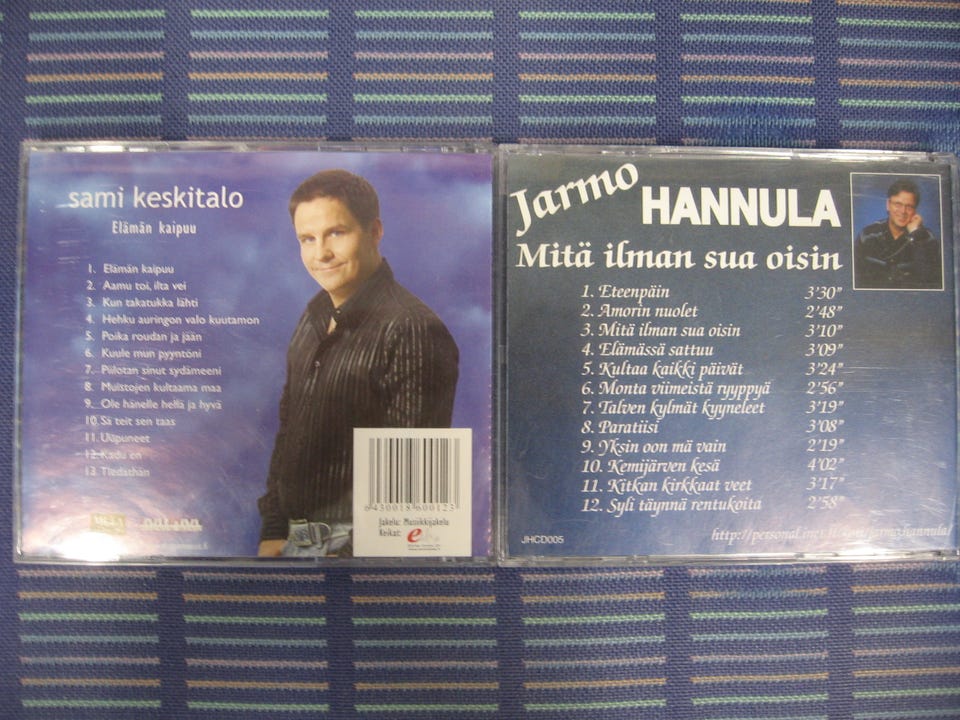 sami keskitalo
Elämän kaipuu
1. Elämän kaipuu
2. Aamu toi, ilta vei
3. Kun takatukka lähti
4. Hehku auringon valo kuutamon
5. Poika roudan ja jään
6. Kuule mun pyyntöni
7. Piilotan sinut sydämeeni
8. Muistojen kultaama maa
9. Ole hänelle hellä ja hyvä
10. Sä teit sen taas
11. Uupuneet
12. Kadu en
13. Tiedäthän
6430018600123
Jakelu: Musiikkijakelu
Keikat:
Jarmo HANNULA
Mitä ilman sua oisin
1. Eteenpäin 3'30"
2. Amorin nuolet 2'48"
3. Mitä ilman sua oisin 3'10"
4. Elämässä sattuu 3'09"
5. Kultaa kaikki päivät 3'24"
6. Monta viimeistä ryyppyä 2'56"
7. Talven kylmät kyyneleet 3'19"
8. Paratiisi 3'08"
9. Yksin oon mä vain 2'19"
10. Kemijärven kesä 4'02"
11. Kitkan kirkkaat veet 3'17"
12. Syli täynnä rentukoita 2'58"
JHCD005